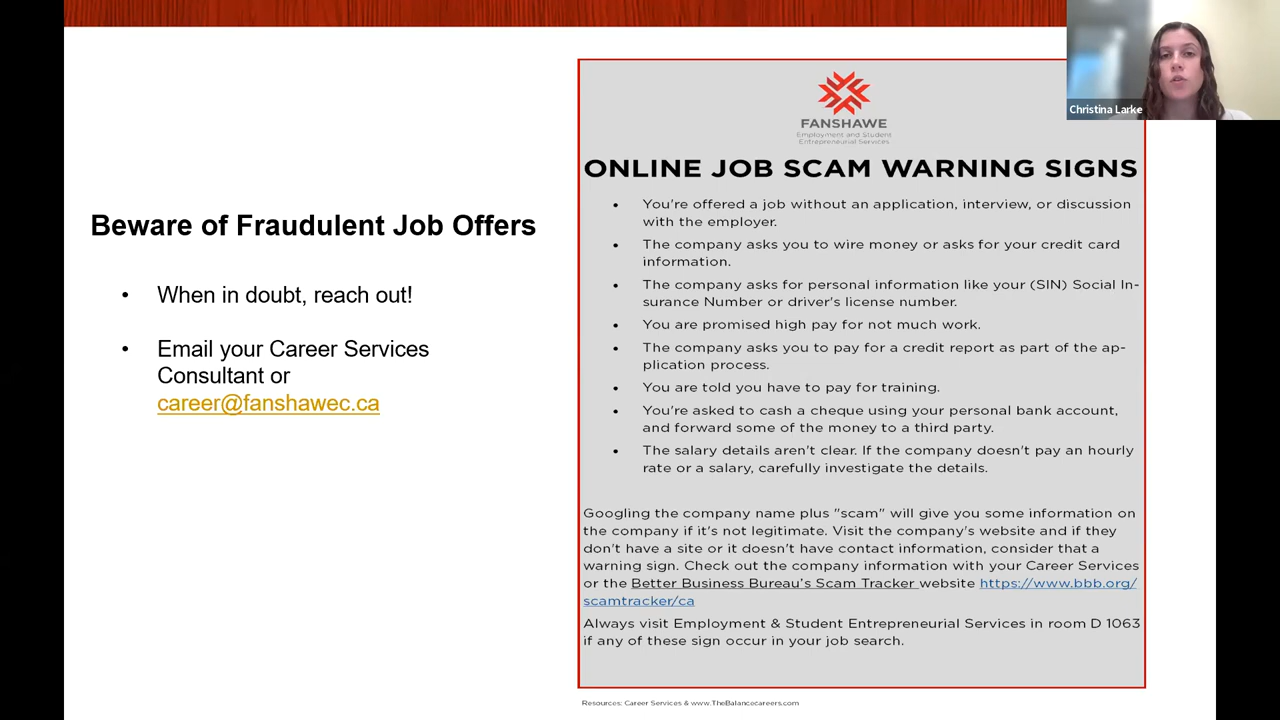 Christina Larke
Beware of Fraudulent Job Offers
• When in doubt, reach out!
• Email your Career Services
Consultant or
career@fanshawec.ca
FANSHAWE
Employment and Student
Entrepreneurial Services
ONLINE JOB SCAM WARNING SIGNS
• You're offered a job without an application, interview, or discussion
with the employer.
• The company asks you to wire money or asks for your credit card
information.
• The company asks for personal information like your (SIN) Social In-
surance Number or driver's license number.
• You are promised high pay for not much work.
• The company asks you to pay for a credit report as part of the ap-
plication process.
• You are told you have to pay for training.
• You're asked to cash a cheque using your personal bank account,
and forward some of the money to a third party.
• The salary details aren't clear. If the company doesn't pay an hourly
rate or a salary, carefully investigate the details.
Googling the company name plus "scam" will give you some information on
the company if it's not legitimate. Visit the company's website and if they
don't have a site or it doesn't have contact information, consider that a
warning sign. Check out the company information with your Career Services
or the Better Business Bureau's Scam Tracker website https://www.bbb.org/
scamtracker/ca
Always visit Employment & Student Entrepreneurial Services in room D 1063
if any of these sign occur in your job search.
Resources: Career Services & www.TheBalancecareers.com